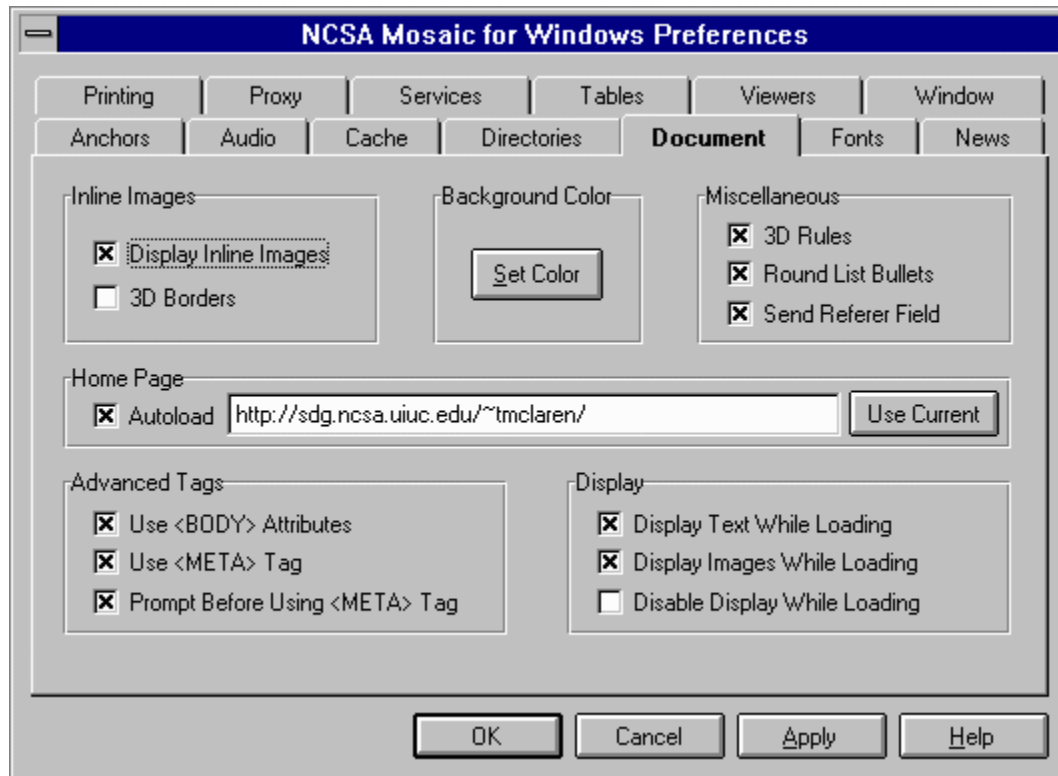 NCSA Mosaic for Windows Preferences
Printing Proxy Services Tables Viewers Window
Anchors Audio Cache Directories Document Fonts News
Inline Images
Display Inline Images
3D Borders
Background Color
Set Color
Miscellaneous
3D Rules
Round List Bullets
Send Referer Field
Home Page
Autoload http://sdg.ncsa.uiuc.edu/~tmclaren/ Use Current
Advanced Tags
Use <BODY> Attributes
Use <META> Tag
Prompt Before Using <META> Tag
Display
Display Text While Loading
Display Images While Loading
Disable Display While Loading
OK Cancel Apply Help